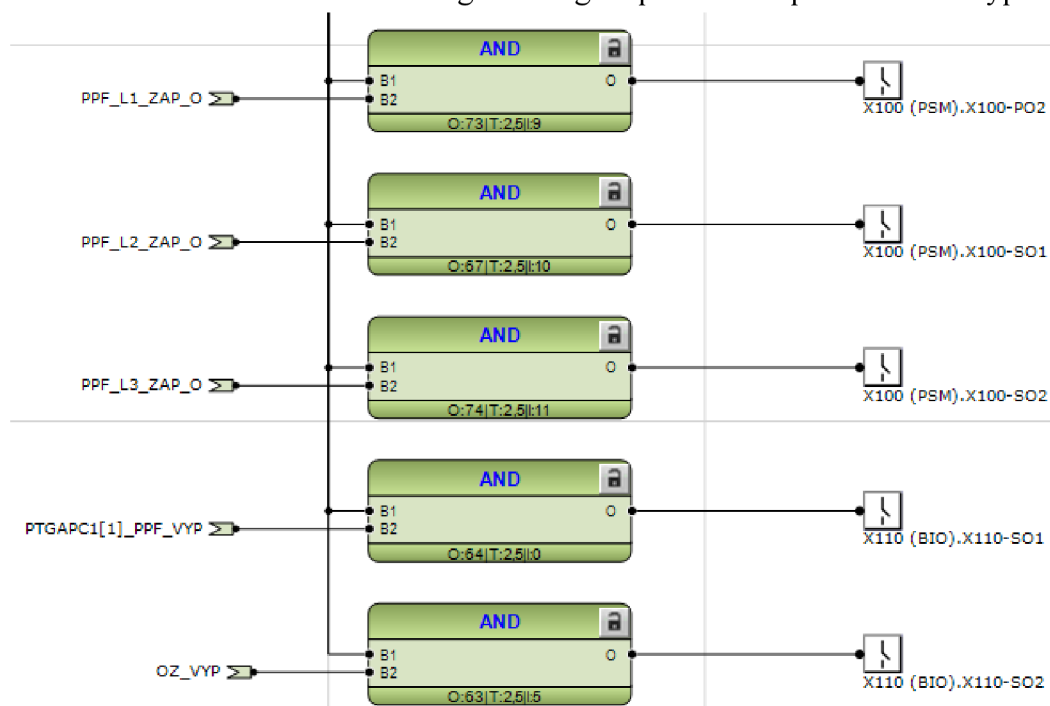 AND
B1 O
PPF_L1_ZAP_O B2
X100 (PSM).X100-PO2
O:73|T:2,5|I:9
AND
B1 O
PPF_L2_ZAP_O B2
X100 (PSM).X100-SO1
O:67|T:2,5|I:10
AND
B1 O
PPF_L3_ZAP_O B2
X100 (PSM).X100-SO2
O:74|T:2,5|I:11
AND
B1 O
PTGAPC1[1]_PPF_VYP B2
X110 (BIO).X110-SO1
O:64|T:2,5|I:0
AND
B1 O
OZ_VYP B2
X110 (BIO).X110-SO2
O:63|T:2,5|I:5